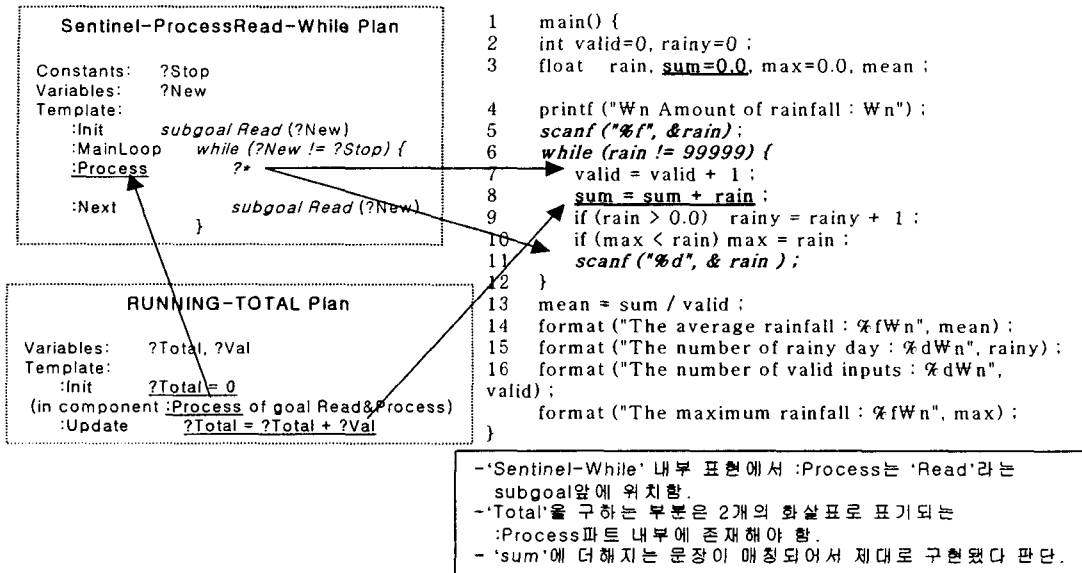 Sentinel-ProcessRead-While Plan
Constants: ?Stop
Variables: ?New
Template:
:Init subgoal Read (?New)
:MainLoop while (?New != ?Stop) {
:Process ?*
:Next subgoal Read (?New)
}
RUNNING-TOTAL Plan
Variables: ?Total, ?Val
Template:
:Init ?Total = 0
(in component :Process of goal Read&Process)
:Update ?Total = ?Total + ?Val
1 main() {
2 int valid=0, rainy=0 ;
3 float rain, sum=0.0, max=0.0, mean ;
4 printf ("₩n Amount of rainfall : ₩n") ;
5 scanf ("%f", &rain) ;
6 while (rain != 99999) {
7 valid = valid + 1 ;
8 sum = sum + rain ;
9 if (rain > 0.0) rainy = rainy + 1 ;
10 if (max < rain) max = rain ;
11 scanf ("%d", & rain ) ;
12 }
13 mean = sum / valid ;
14 format ("The average rainfall : %f₩n", mean) ;
15 format ("The number of rainy day : %d₩n", rainy) ;
16 format ("The number of valid inputs : %d₩n",
valid) ;
format ("The maximum rainfall : %f₩n", max) ;
}
-'Sentinel-While' 내부 표현에서 :Process는 'Read'라는
subgoal앞에 위치함.
-'Total'을 구하는 부분은 2개의 화살표로 표기되는
:Process파트 내부에 존재해야 함.
- 'sum'에 더해지는 문장이 매칭되어서 제대로 구현됐다 판단.